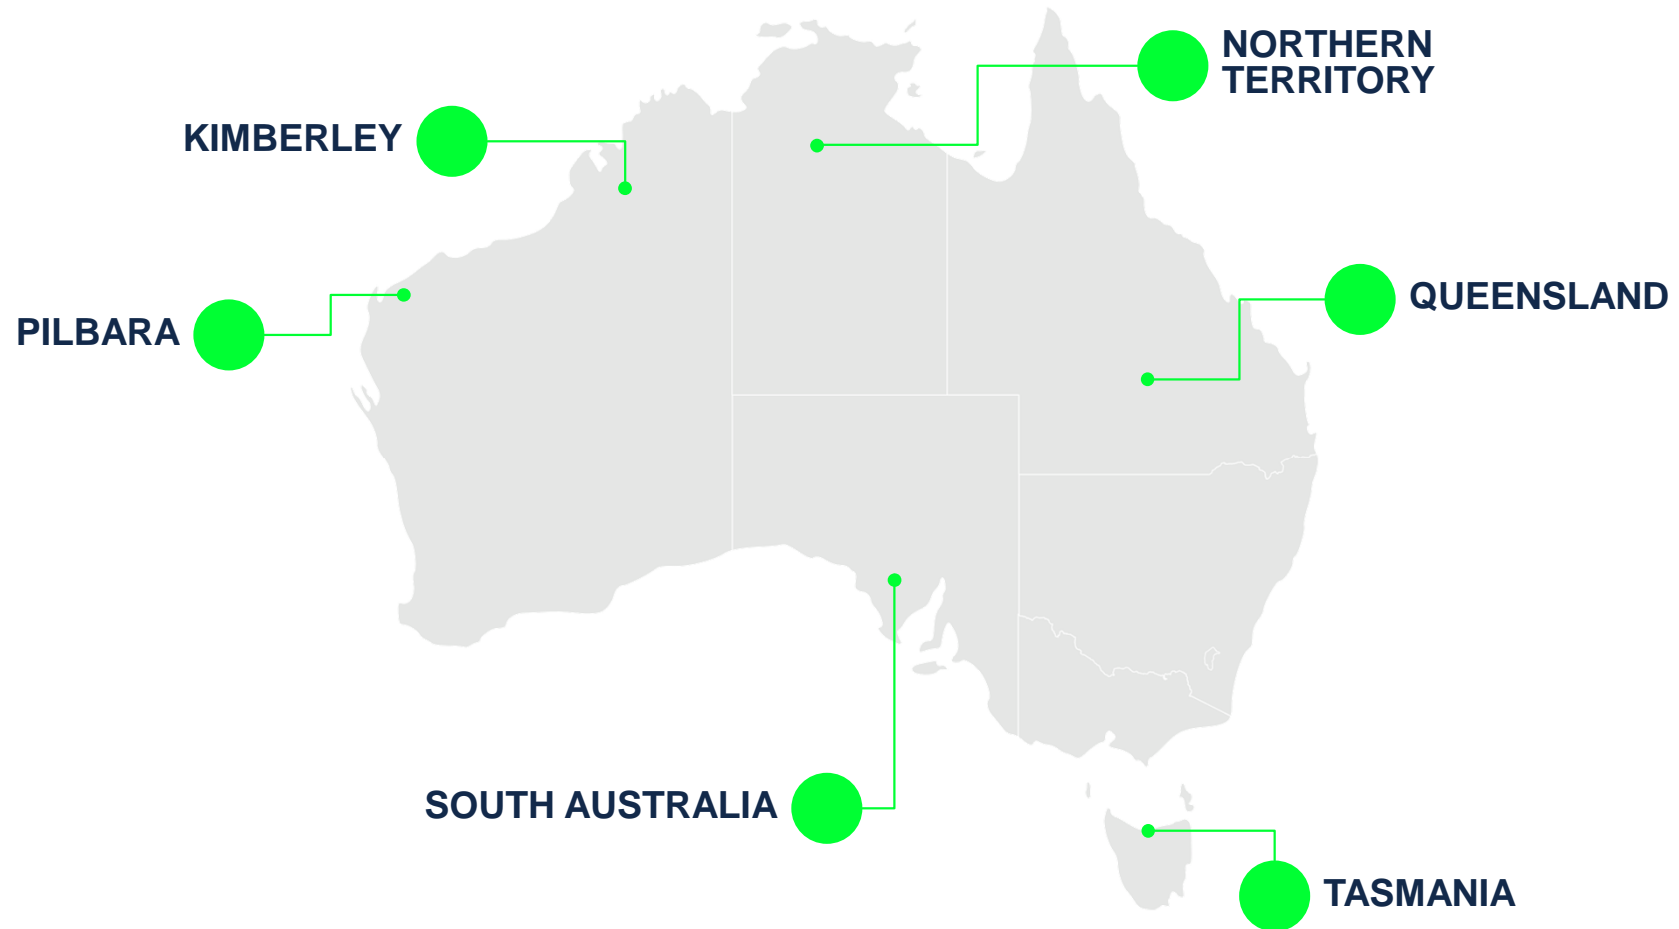 NORTHERN
TERRITORY
KIMBERLEY
QUEENSLAND
PILBARA
SOUTH AUSTRALIA
TASMANIA